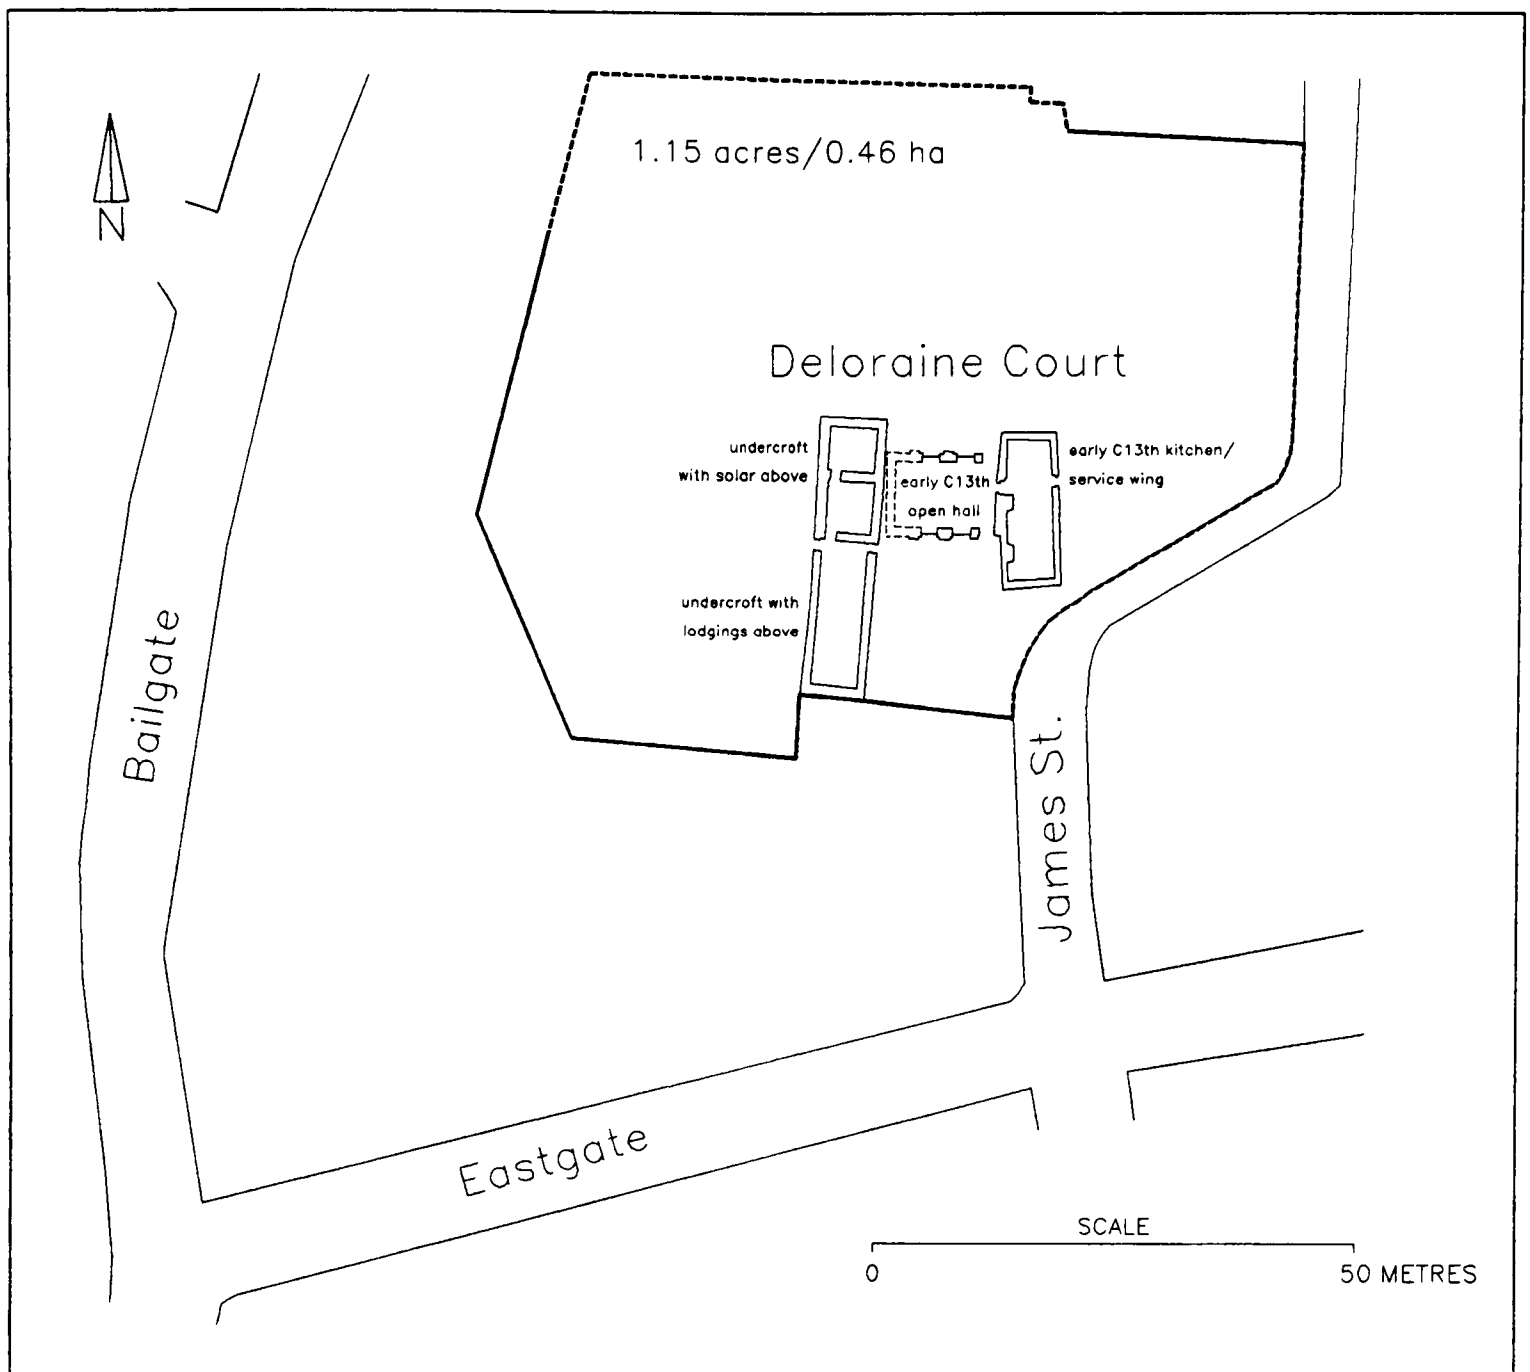 1.15 acres/0.46 ha
N
Deloraine Court
undercroft
with solar above
early C13th
open hall
early C13th kitchen/
service wing
undercroft with
lodgings above
Bailgate
James St.
Eastgate
SCALE
0
50 METRES